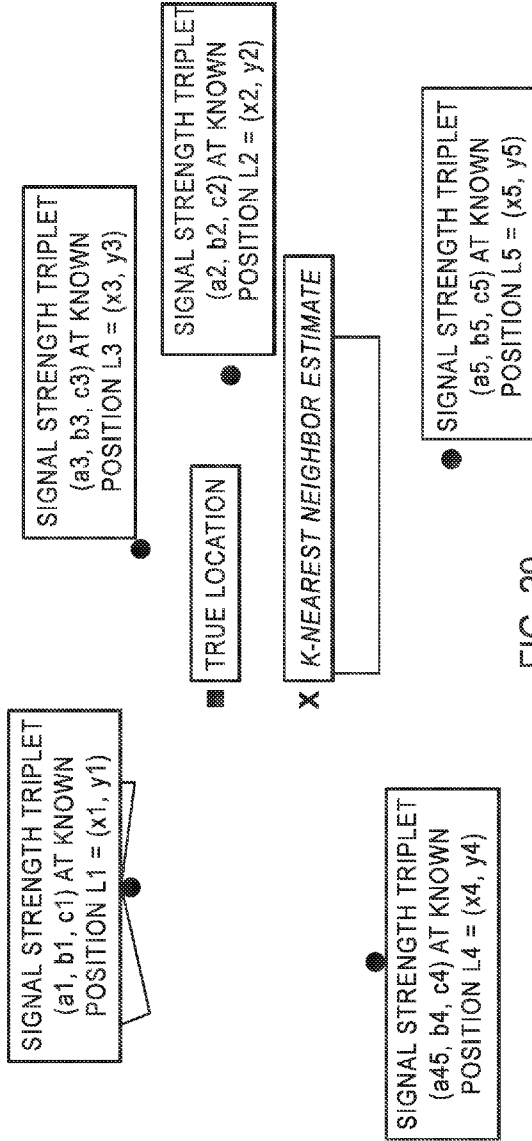 SIGNAL STRENGTH TRIPLET
(a1, b1, c1) AT KNOWN
POSITION L1 = (x1, y1)
SIGNAL STRENGTH TRIPLET
(a3, b3, c3) AT KNOWN
POSITION L3 = (x3, y3)
SIGNAL STRENGTH TRIPLET
(a2, b2, c2) AT KNOWN
POSITION L2 = (x2, y2)
TRUE LOCATION
X K-NEAREST NEIGHBOR ESTIMATE
SIGNAL STRENGTH TRIPLET
(a45, b4, c4) AT KNOWN
POSITION L4 = (x4, y4)
SIGNAL STRENGTH TRIPLET
(a5, b5, c5) AT KNOWN
POSITION L5 = (x5, y5)
FIG.